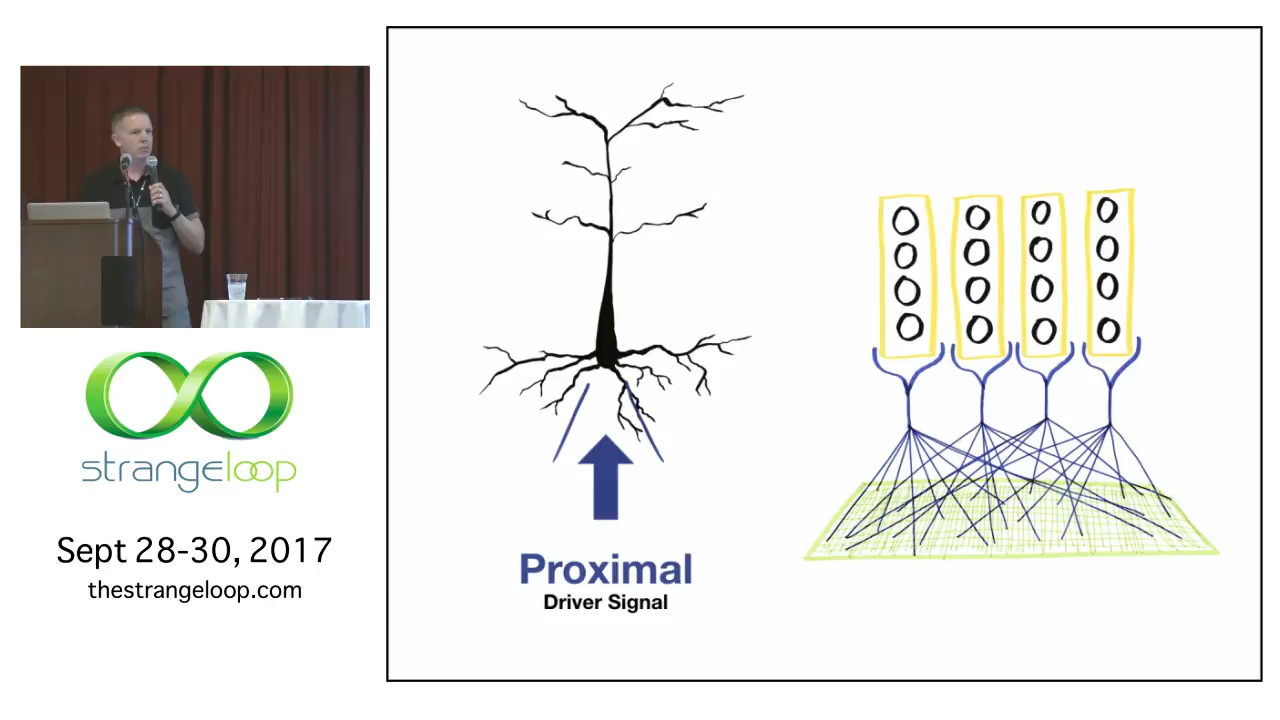 strangeloop
Sept 28-30, 2017
thestrangeloop.com
Proximal
Driver Signal